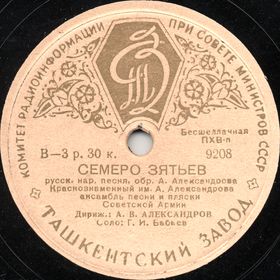 КОМИТЕТ РАДИОИНФОРМАЦИИ ПРИ СОВЕТЕ МИНИСТРОВ СССР
Бесшеллачная
ПХВ-п
В—3 р. 30 к.
9208
СЕМЕРО ЗЯТЬЕВ
русск. нар. песня, обр. А. Александрова
Краснознаменный им. А. Александрова
ансамбль песни и пляски
Советской Армии
Дириж.: А. В. АЛЕКСАНДРОВ
Соло: Г. И. Бабаев
ТАШКЕНТСКИЙ ЗАВОД